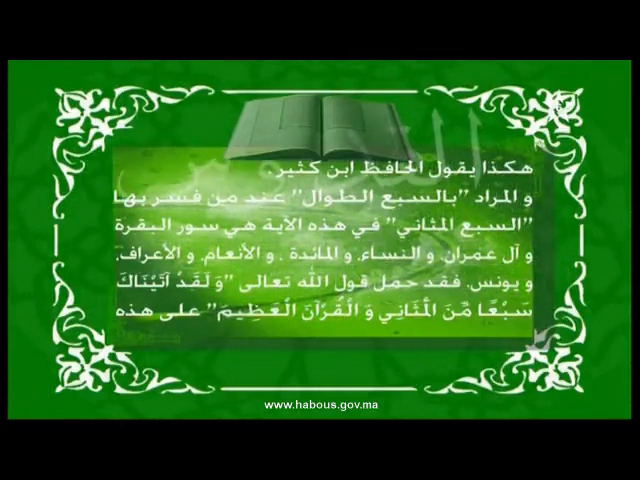 هكذا يقول الحافظ ابن كثير.
و المراد "بالسبع الطوال" عند من فسر بها
"السبع المثاني" في هذه الآية هي سور البقرة
و آل عمران, و النساء, و المائدة , و الأنعام, و الأعراف,
و يونس, فقد حمل قول الله تعالى "وَ لَقَدْ آتَيْنَاكَ
سَبْعًا مِّنَ الْمَثَانِي وَ الْقُرْآنَ الْعَظِيمَ" على هذه
www.habous.gov.ma